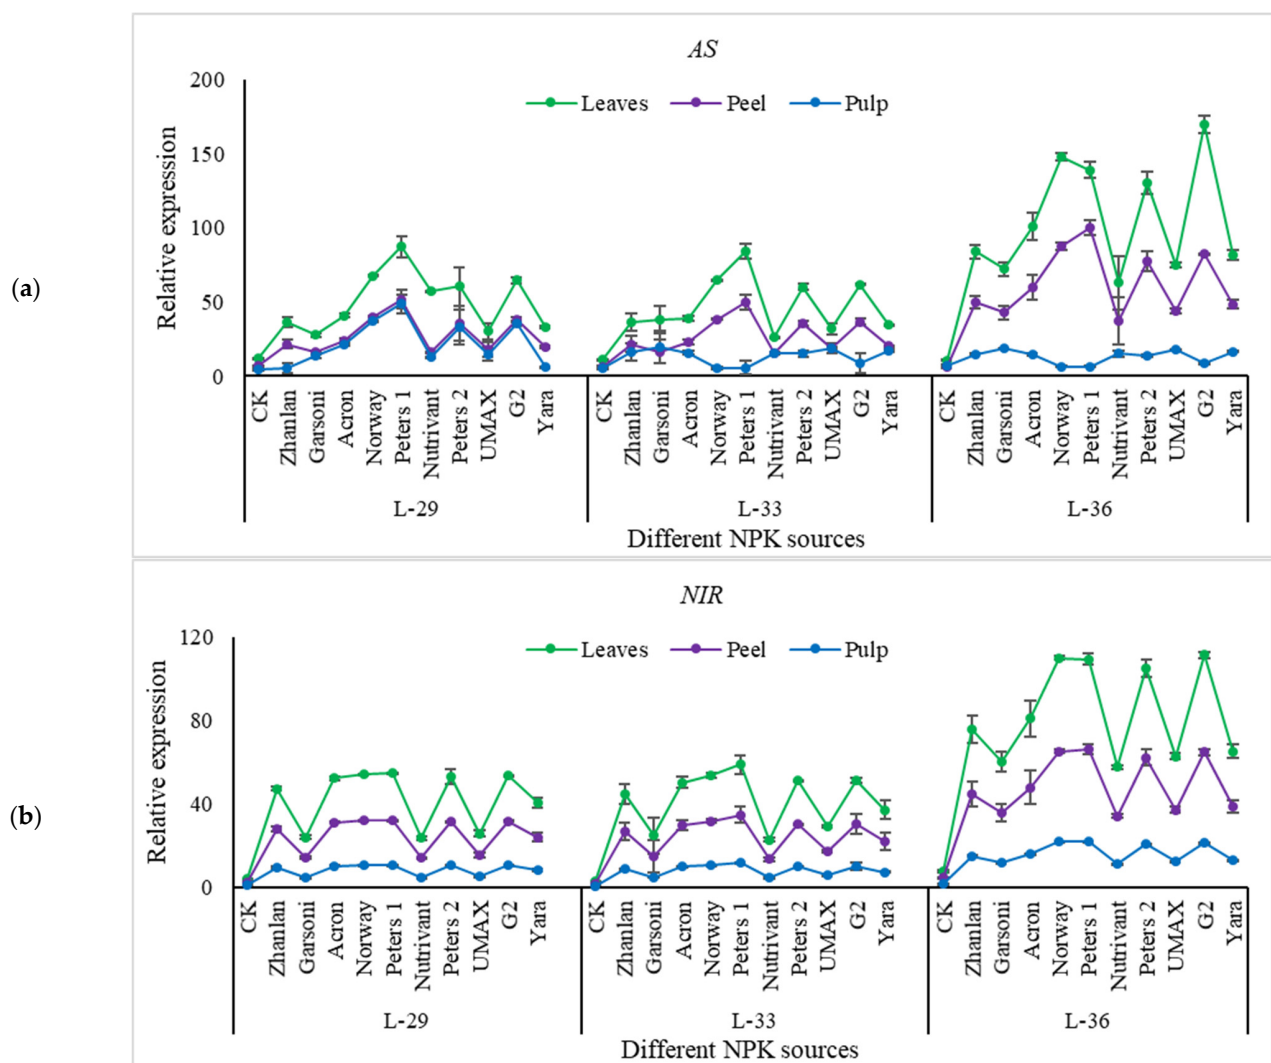 (a)
AS
200
150
100
50
0
Relative expression
Leaves Peel Pulp
CK Zhanlan Garsoni Acron Norway Peters 1 Nutrivant Peters 2 UMAX G2 Yara
CK Zhanlan Garsoni Acron Norway Peters 1 Nutrivant Peters 2 UMAX G2 Yara
CK Zhanlan Garsoni Acron Norway Peters 1 Nutrivant Peters 2 UMAX G2 Yara
L-29 L-33 L-36
Different NPK sources
(b)
NIR
120
80
40
0
Relative expression
Leaves Peel Pulp
CK Zhanlan Garsoni Acron Norway Peters 1 Nutrivant Peters 2 UMAX G2 Yara
CK Zhanlan Garsoni Acron Norway Peters 1 Nutrivant Peters 2 UMAX G2 Yara
CK Zhanlan Garsoni Acron Norway Peters 1 Nutrivant Peters 2 UMAX G2 Yara
L-29 L-33 L-36
Different NPK sources